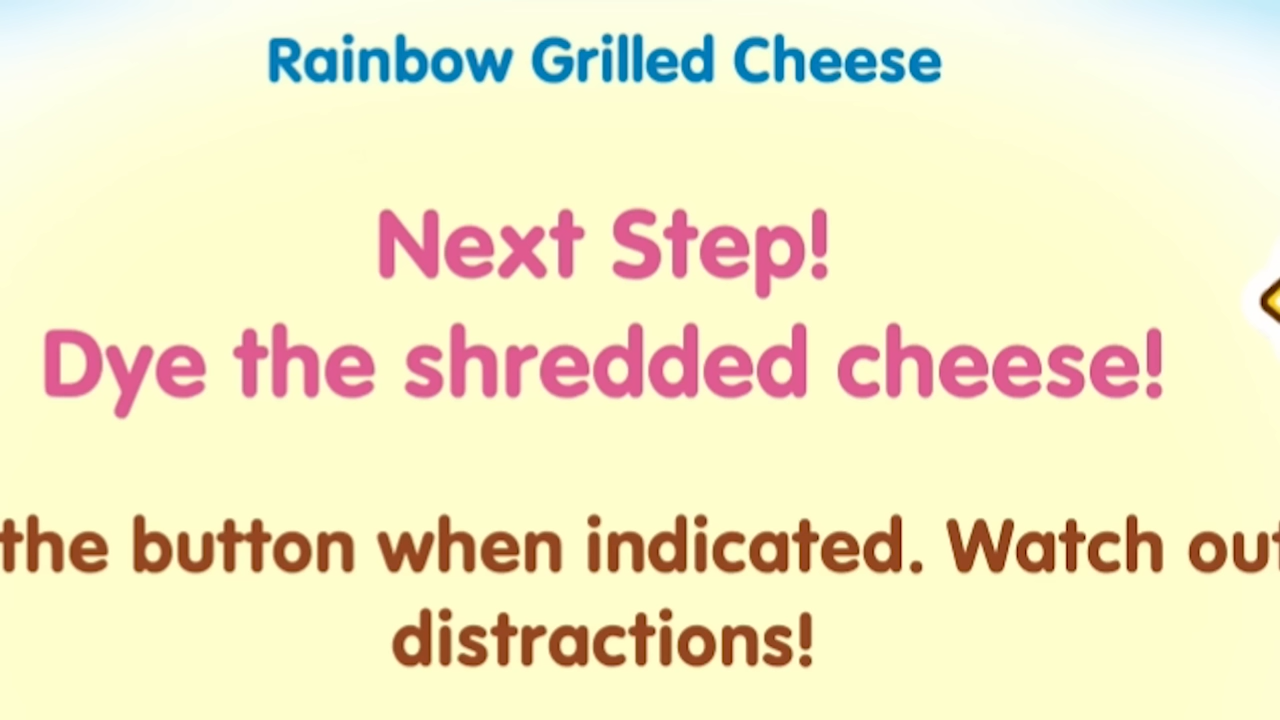 Rainbow Grilled Cheese
Next Step!
Dye the shredded cheese!
the button when indicated. Watch out
distractions!